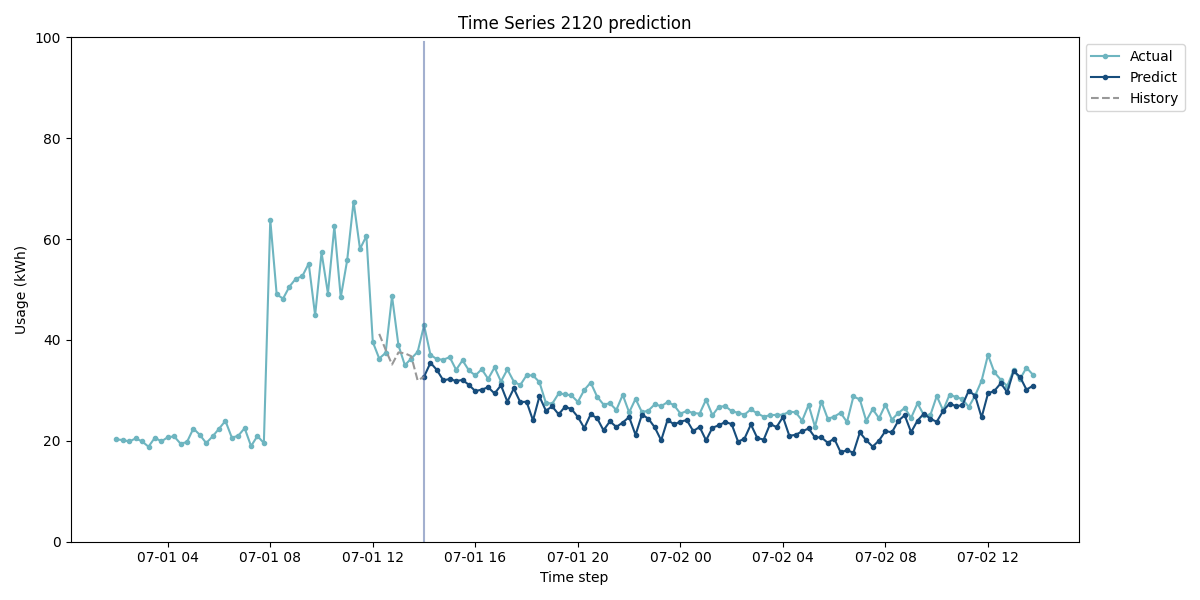 Time Series 2120 prediction
Actual
Predict
History
Usage (kWh)
100
80
60
40
20
0
07-01 04
07-01 08
07-01 12
07-01 16
07-01 20
07-02 00
07-02 04
07-02 08
07-02 12
Time step